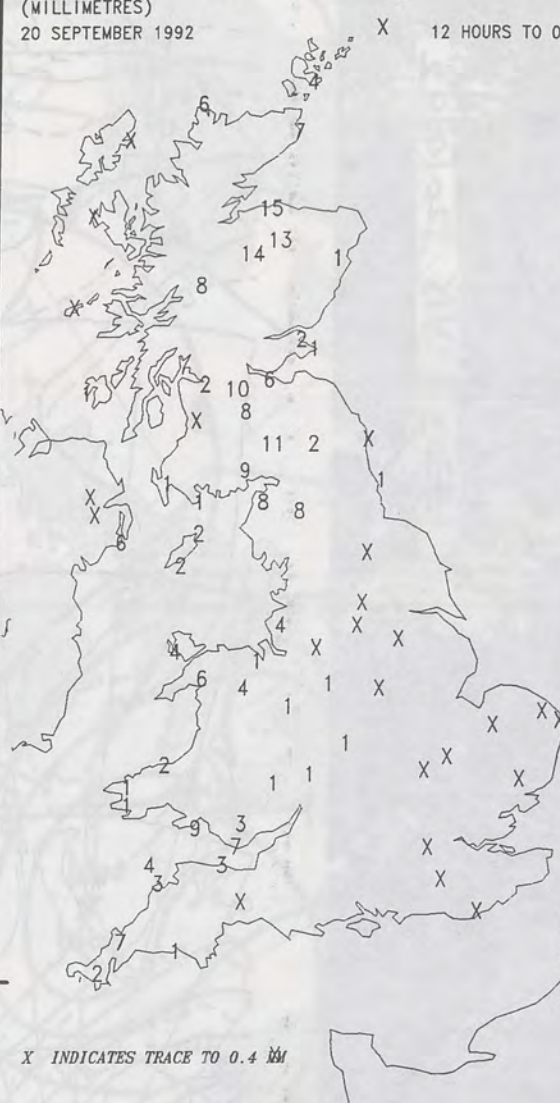 (MILLIMETRES)
20 SEPTEMBER 1992 X 12 HOURS TO 0
4
6
7
X
X
15
13
14 1
8
X
2
1
6
2 10
8
X
11 2 X
9
1 1 8 1
X 8
X
2
6 X
2
X
4 X
X
4 1 X
6 4 1 X
1 X X
X
1
2 X X
1 1 X
1
1
9 3
7 X
4 3
3 X
X X
7
1
2
X INDICATES TRACE TO 0.4 MM